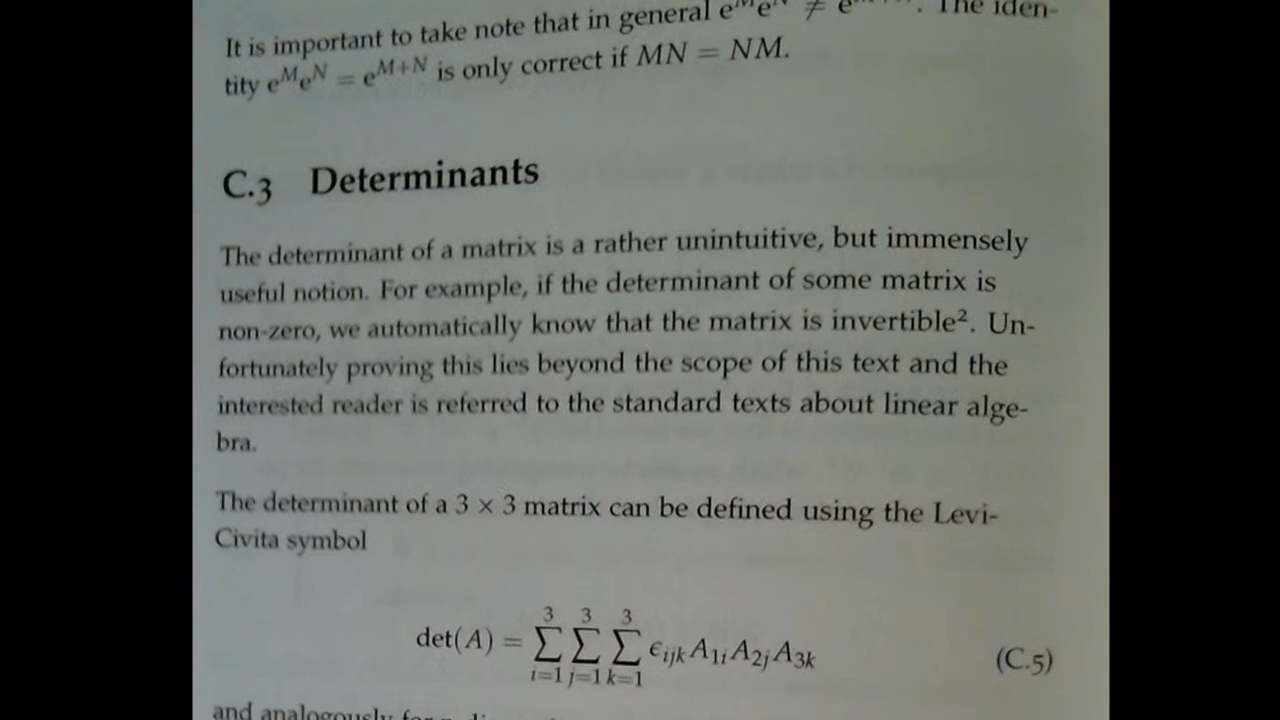 It is important to take note that in general e^M e^N ≠ e . The iden-
tity e^M e^N = e^{M+N} is only correct if MN = NM.
C.3 Determinants
The determinant of a matrix is a rather unintuitive, but immensely
useful notion. For example, if the determinant of some matrix is
non-zero, we automatically know that the matrix is invertible². Un-
fortunately proving this lies beyond the scope of this text and the
interested reader is referred to the standard texts about linear alge-
bra.
The determinant of a 3 × 3 matrix can be defined using the Levi-
Civita symbol
det(A) = ∑_{i=1}^{3} ∑_{j=1}^{3} ∑_{k=1}^{3} ϵ_{ijk} A_{1i} A_{2j} A_{3k} (C.5)
and analogously